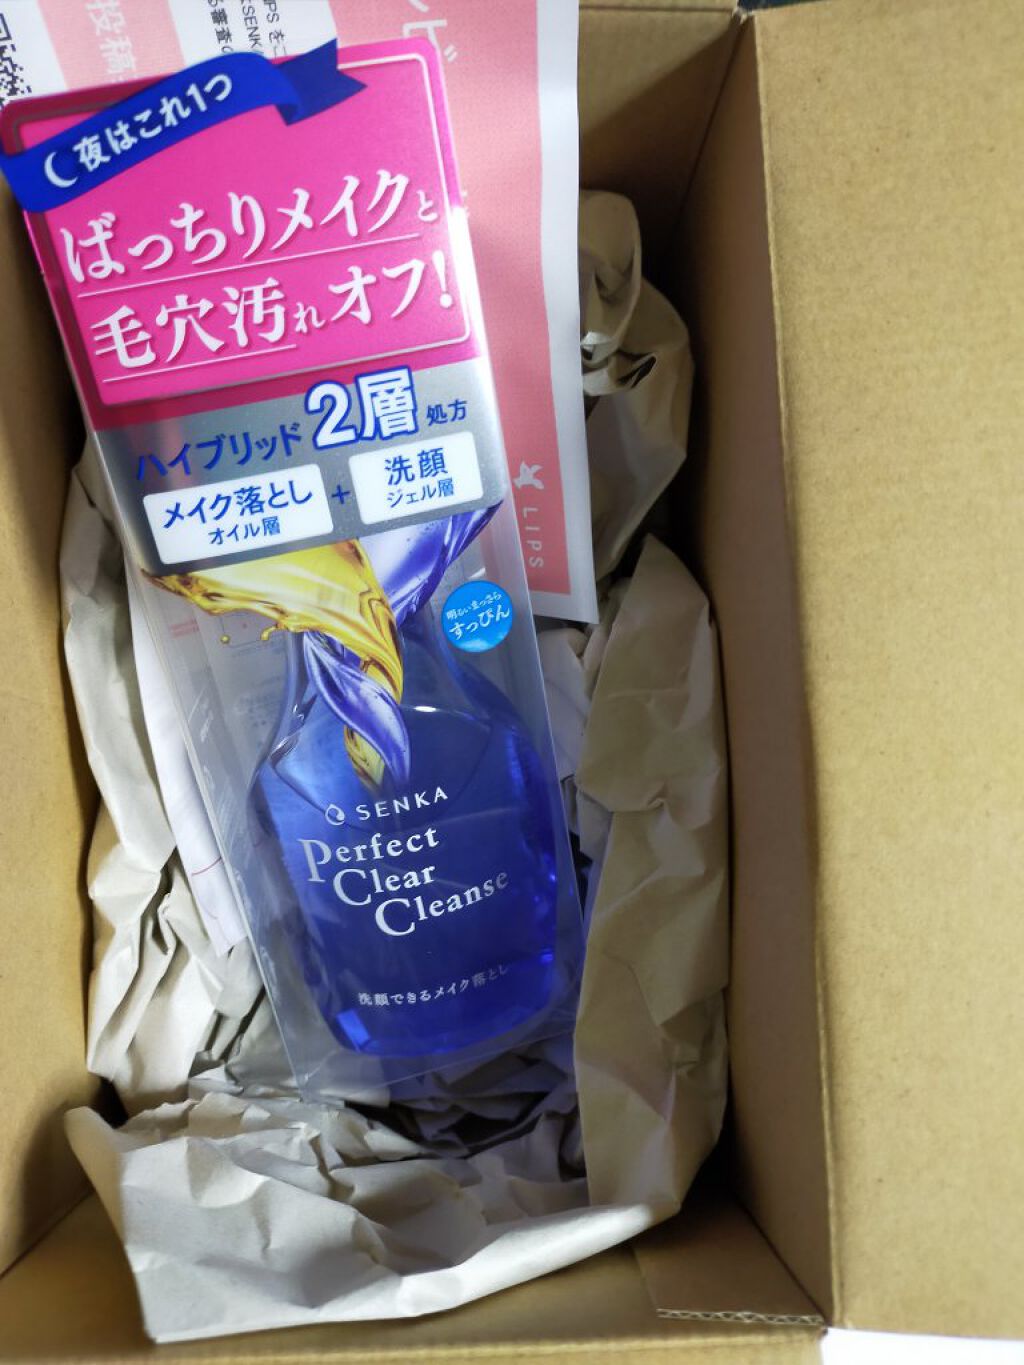 夜はこれ1つ
ばっちりメイクと
毛穴汚れオフ!
ハイブリッド2層処方
メイク落とし
オイル層
+
洗顔
ジェル層
明るいまっさら
すっぴん
SENKA
Perfect
Clear
Cleanse
洗顔できるメイク落とし
LIPS